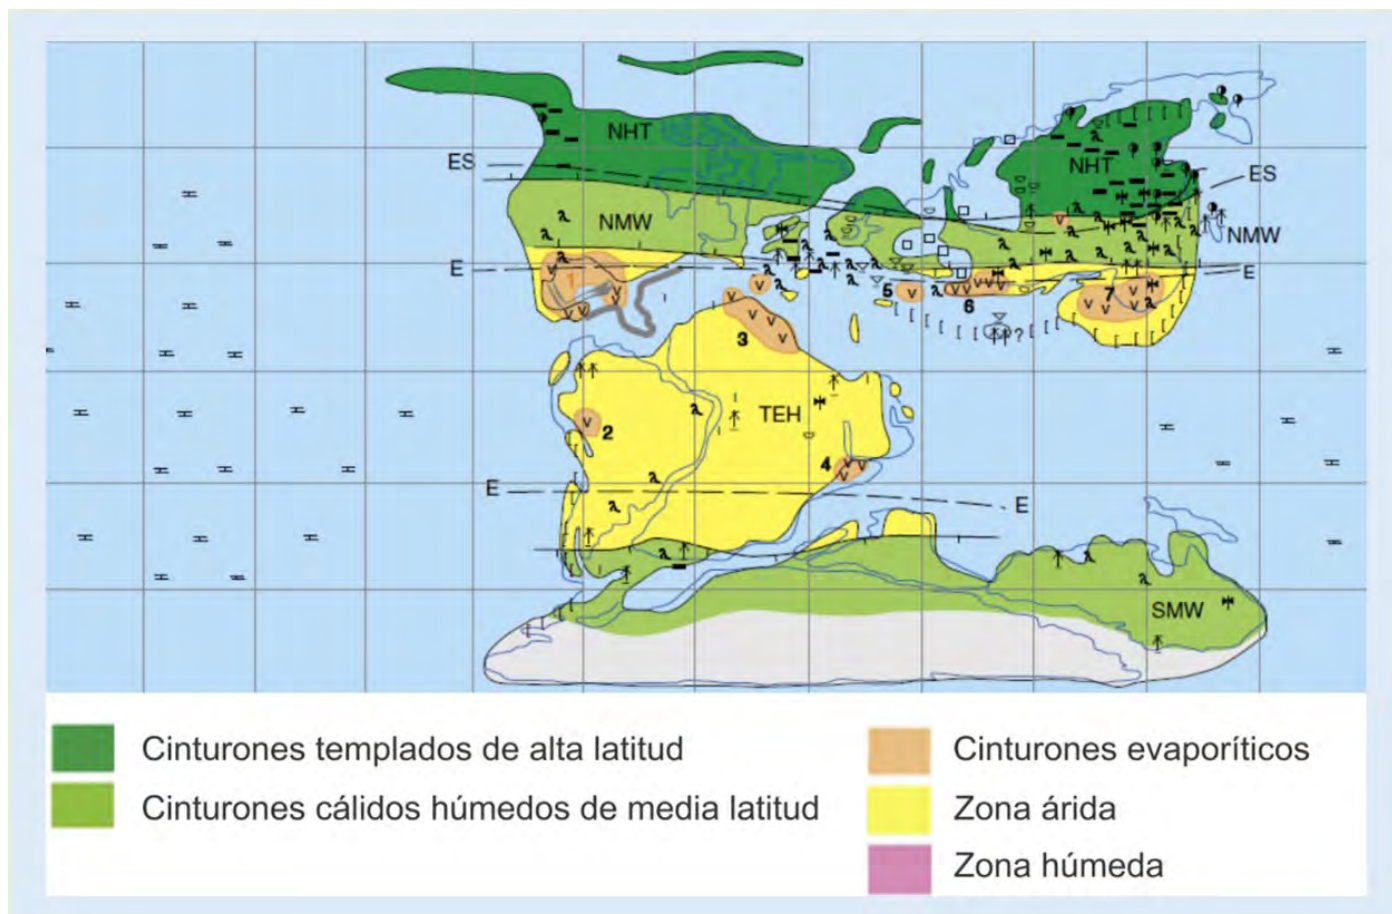 NHT
NHT
ES
ES
NMW
NMW
E
E
1
5
6
7
3
?
TEH
2
4
E
E
SMW
Cinturones templados de alta latitud
Cinturones evaporíticos
Cinturones cálidos húmedos de media latitud
Zona árida
Zona húmeda